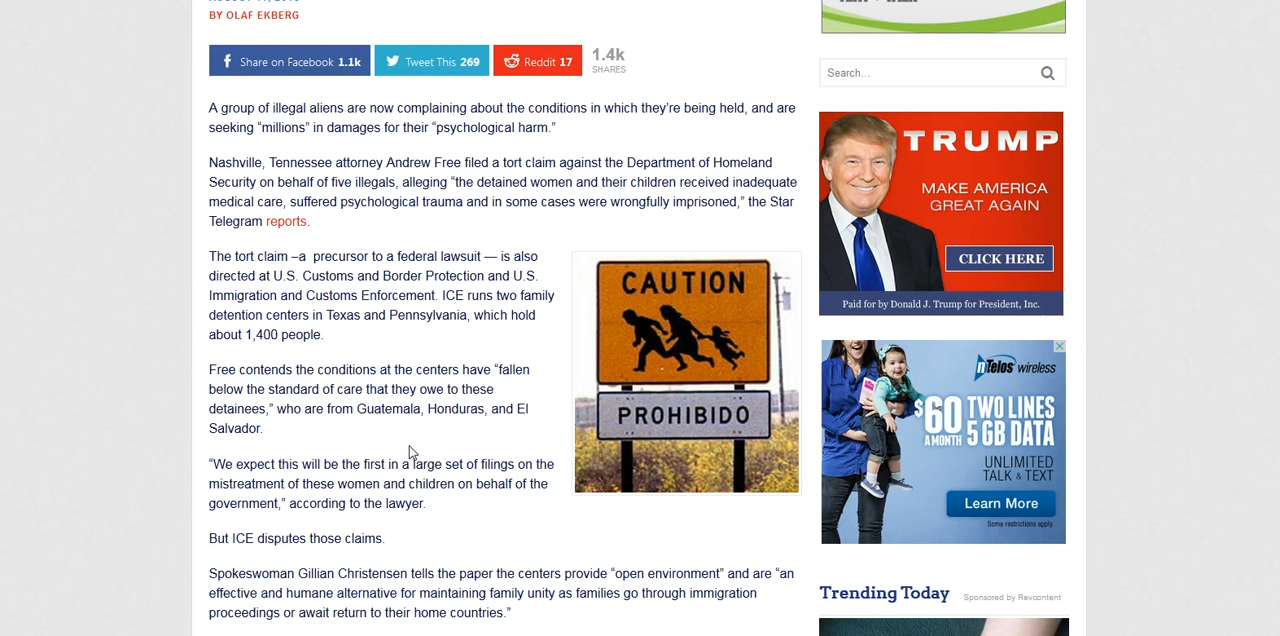 BY OLAF EKBERG
Share on Facebook 1.1k
Tweet This 269
Reddit 17
1.4k
SHARES
A group of illegal aliens are now complaining about the conditions in which they’re being held, and are
seeking “millions” in damages for their “psychological harm.”
Nashville, Tennessee attorney Andrew Free filed a tort claim against the Department of Homeland
Security on behalf of five illegals, alleging “the detained women and their children received inadequate
medical care, suffered psychological trauma and in some cases were wrongfully imprisoned,” the Star
Telegram reports.
The tort claim –a  precursor to a federal lawsuit — is also
directed at U.S. Customs and Border Protection and U.S.
Immigration and Customs Enforcement. ICE runs two family
detention centers in Texas and Pennsylvania, which hold
about 1,400 people.
Free contends the conditions at the centers have “fallen
below the standard of care that they owe to these
detainees,” who are from Guatemala, Honduras, and El
Salvador.
“We expect this will be the first in a large set of filings on the
mistreatment of these women and children on behalf of the
government,” according to the lawyer.
But ICE disputes those claims.
Spokeswoman Gillian Christensen tells the paper the centers provide “open environment” and are “an
effective and humane alternative for maintaining family unity as families go through immigration
proceedings or await return to their home countries.”
CAUTION
PROHIBIDO
Search...
TRUMP
MAKE AMERICA
GREAT AGAIN
CLICK HERE
Paid for by Donald J. Trump for President, Inc.
nTelos wireless
$60 A MONTH
TWO LINES
5 GB DATA
UNLIMITED
TALK & TEXT
Learn More
Some restrictions apply.
Trending Today
Sponsored by Revcontent